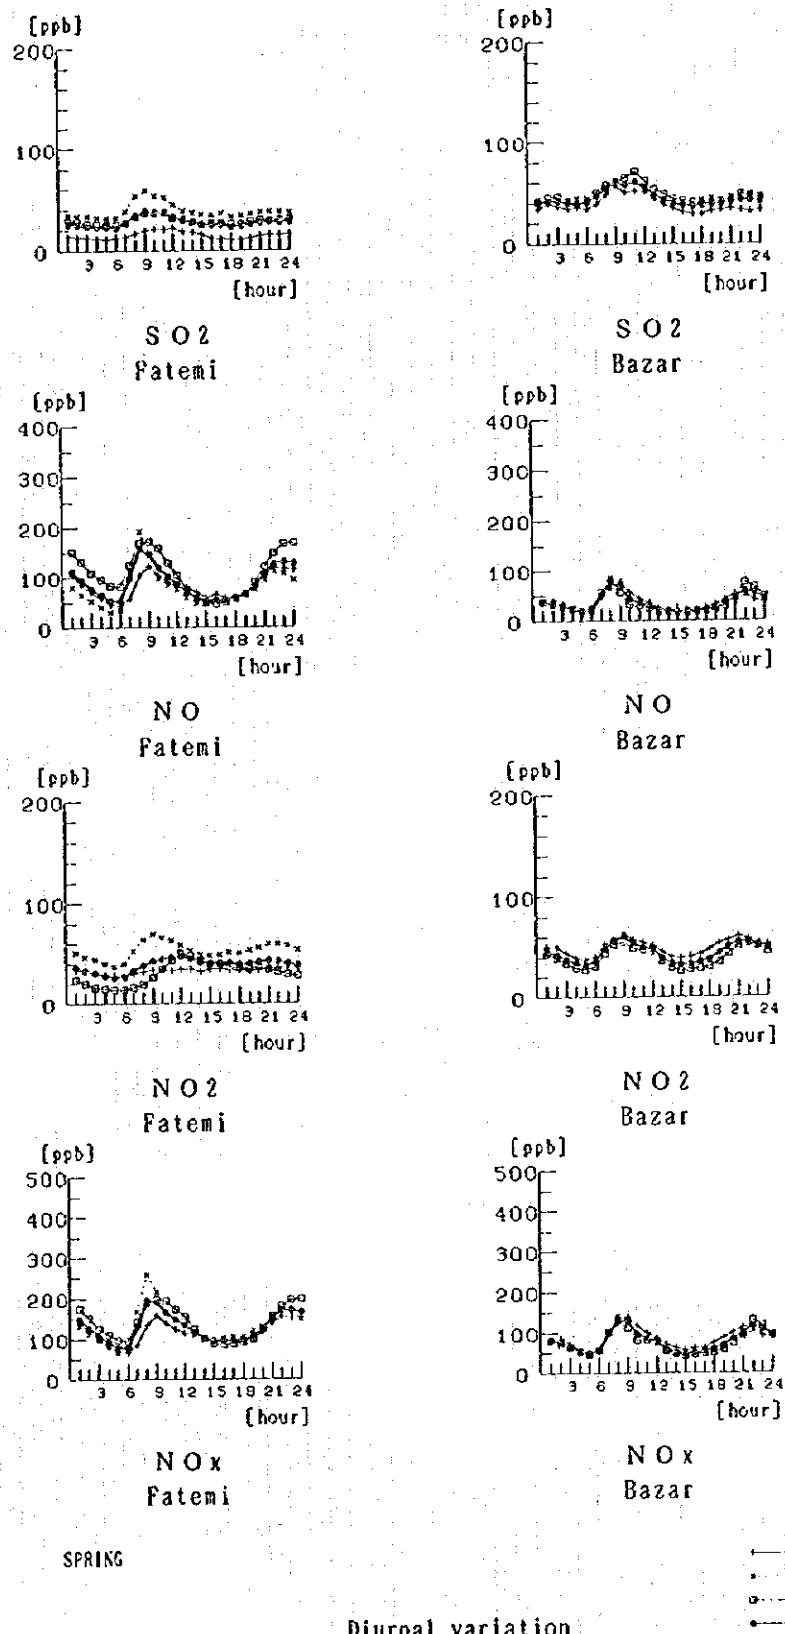 [ppb]
200
100
0
3 6 9 12 15 18 21 24
[hour]
SO2
Fatemi
[ppb]
200
100
0
3 6 9 12 15 18 21 24
[hour]
SO2
Bazar
[ppb]
400
300
200
100
0
3 6 9 12 15 18 21 24
[hour]
NO
Fatemi
[ppb]
400
300
200
100
0
3 6 9 12 15 18 21 24
[hour]
NO
Bazar
[ppb]
200
100
0
3 6 9 12 15 18 21 24
[hour]
NO2
Fatemi
[ppb]
200
100
0
3 6 9 12 15 18 21 24
[hour]
NO2
Bazar
[ppb]
500
400
300
200
100
0
3 6 9 12 15 18 21 24
[hour]
NOx
Fatemi
[ppb]
500
400
300
200
100
0
3 6 9 12 15 18 21 24
[hour]
NOx
Bazar
SPRING
Diurnal variation